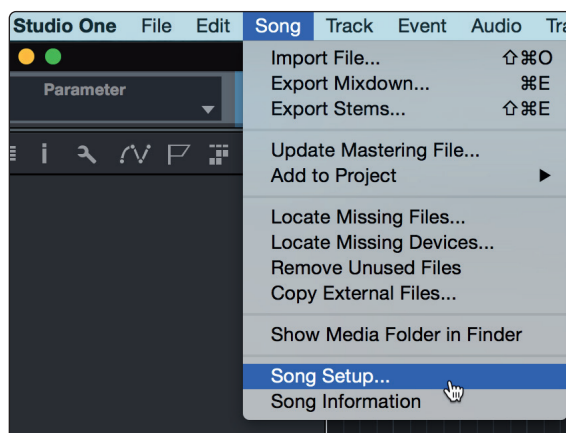 Studio One File Edit Song Track Event Audio
Parameter
Import File... ⇧⌘O
Export Mixdown... ⌘E
Export Stems... ⇧⌘E
Update Mastering File...
Add to Project
Locate Missing Files...
Locate Missing Devices...
Remove Unused Files
Copy External Files...
Show Media Folder in Finder
Song Setup...
Song Information